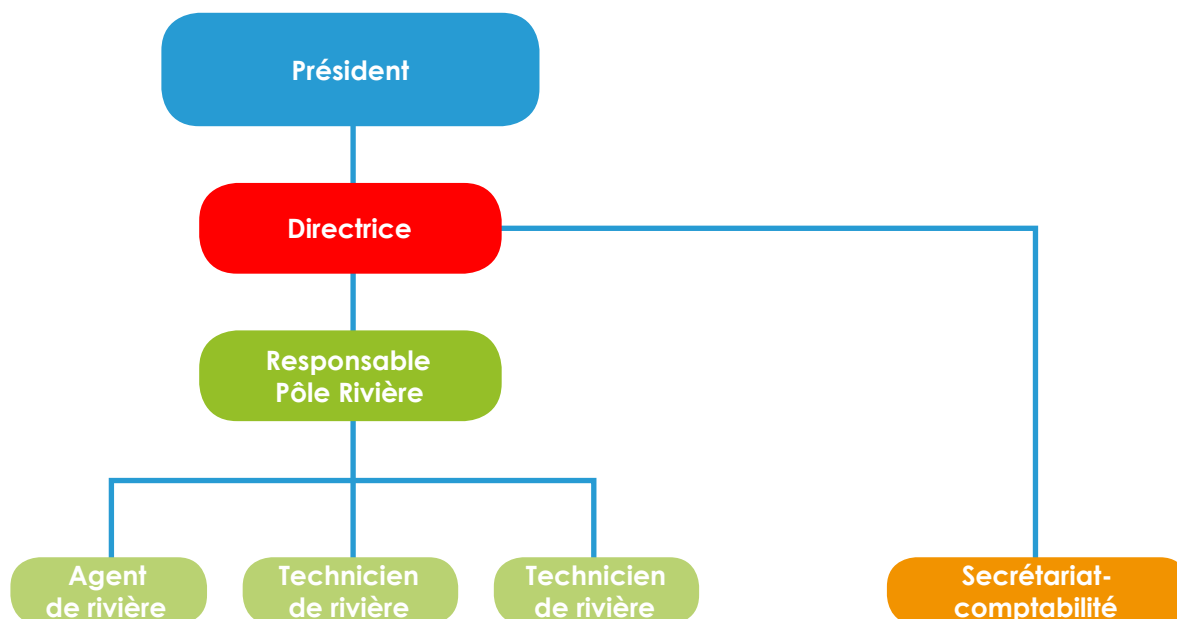 Président
Directrice
Responsable
Pôle Rivière
Agent
de rivière
Technicien
de rivière
Technicien
de rivière
Secrétariat-
comptabilité